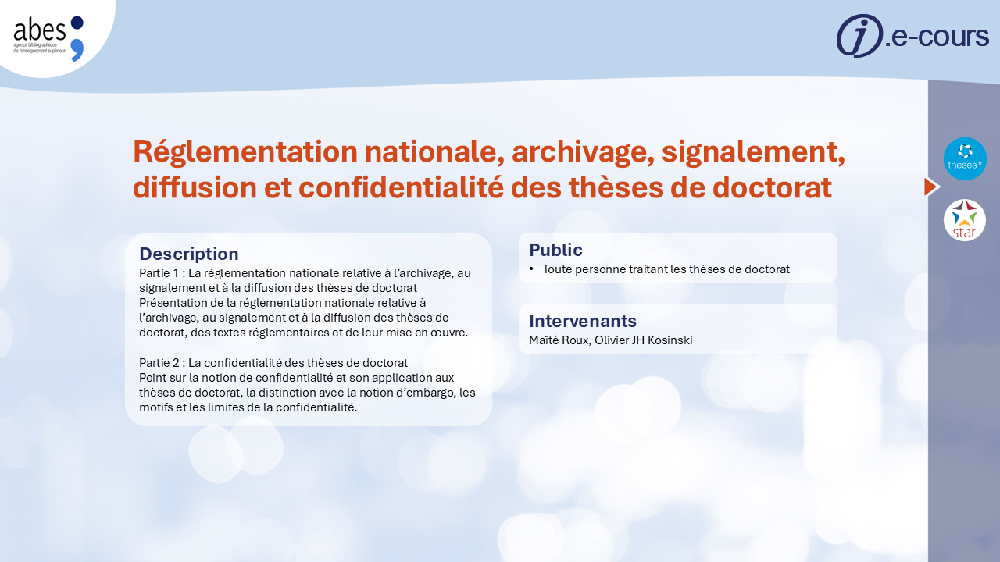 abes
agence bibliographique
de l'enseignement supérieur
j.e-cours
Réglementation nationale, archivage, signalement,
diffusion et confidentialité des thèses de doctorat
theses.fr
star
Description
Partie 1 : La réglementation nationale relative à l’archivage, au
signalement et à la diffusion des thèses de doctorat
Présentation de la réglementation nationale relative à
l’archivage, au signalement et à la diffusion des thèses de
doctorat, des textes réglementaires et de leur mise en œuvre.
Partie 2 : La confidentialité des thèses de doctorat
Point sur la notion de confidentialité et son application aux
thèses de doctorat, la distinction avec la notion d’embargo, les
motifs et les limites de la confidentialité.
Public
• Toute personne traitant les thèses de doctorat
Intervenants
Maïté Roux, Olivier JH Kosinski